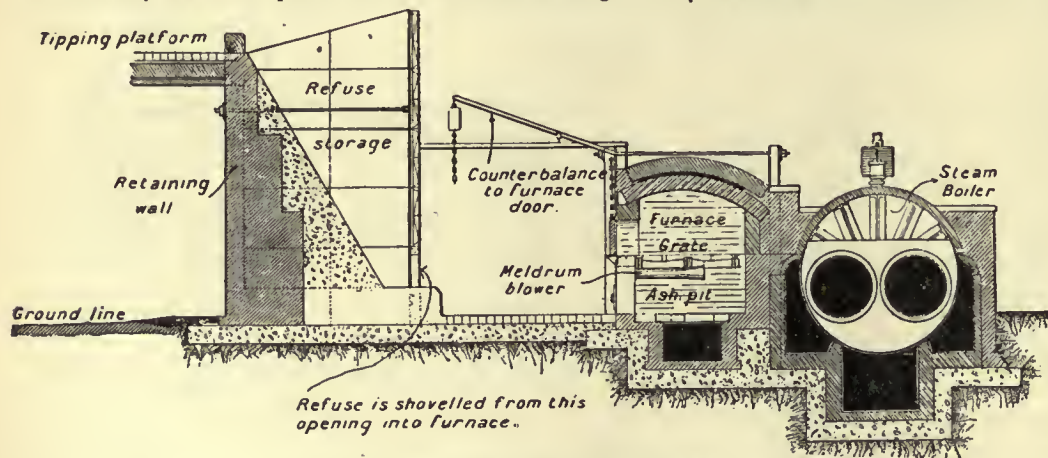 Tipping platform
Refuse
storage
Retaining
wall
Counterbalance
to furnace
door.
Steam
Boiler
Furnace
Grate
Meldrum
blower
Ash pit
Ground line
Refuse is shovelled from this
opening into furnace.